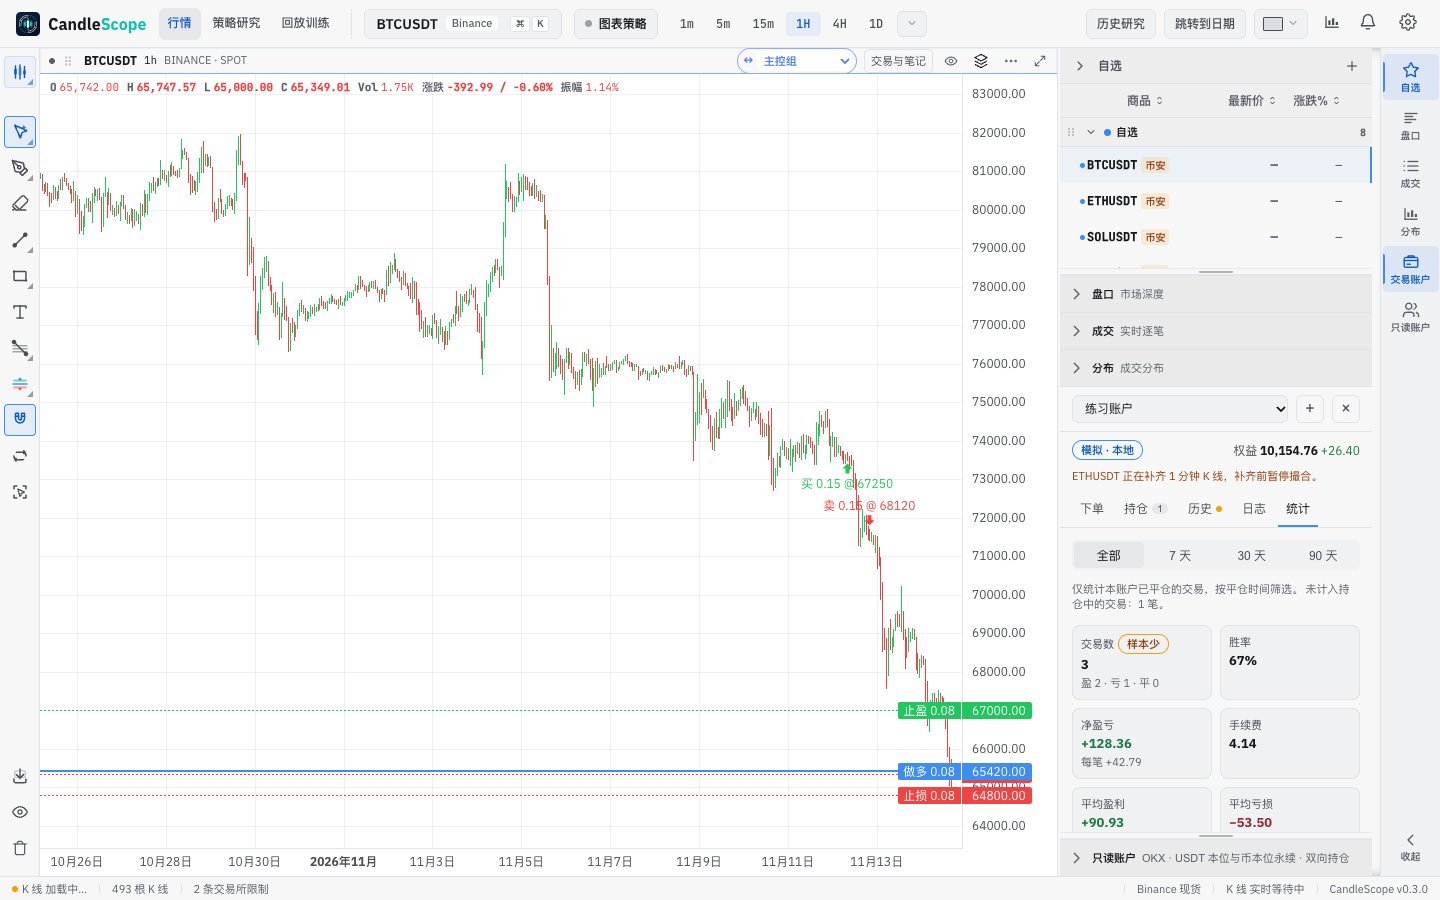 CandleScope 行情 策略研究 回放训练 BTCUSDT Binance ⌘ K 图表策略 1m 5m 15m 1H 4H 1D 历史研究 跳转到日期
BTCUSDT 1h BINANCE · SPOT 主控组 交易与笔记
O 65,742.00 H 65,747.57 L 65,000.00 C 65,349.01 Vol 1.75K 涨跌 -392.99 / -0.60% 振幅 1.14%
83000.00
82000.00
81000.00
80000.00
79000.00
78000.00
77000.00
76000.00
75000.00
74000.00
73000.00
72000.00
71000.00
70000.00
69000.00
68000.00
66000.00
64000.00
买 0.15 @ 67250
卖 0.15 @ 68120
止盈 0.08 67000.00
做多 0.08 65420.00
止损 0.08 64800.00
10月26日 10月28日 10月30日 2026年11月 11月3日 11月5日 11月7日 11月9日 11月11日 11月13日
自选
商品 最新价 涨跌%
自选 8
BTCUSDT 币安 — —
ETHUSDT 币安 — —
SOLUSDT 币安 — —
盘口 市场深度
成交 实时逐笔
分布 成交分布
练习账户 + ×
模拟 · 本地 权益 10,154.76 +26.40
ETHUSDT 正在补齐 1 分钟 K 线，补齐前暂停撮合。
下单 持仓 1 历史 日志 统计
全部 7 天 30 天 90 天
仅统计本账户已平仓的交易，按平仓时间筛选。 未计入持
仓中的交易：1 笔。
交易数 样本少
3
盈 2 · 亏 1 · 平 0
胜率
67%
净盈亏
+128.36
每笔 +42.79
手续费
4.14
平均盈利
+90.93
平均亏损
−53.50
只读账户 OKX · USDT 本位与币本位永续 · 双向持仓
自选
盘口
成交
分布
交易账户
只读账户
收起
K 线 加载中... 493 根 K 线 2 条交易所限制 Binance 现货 K 线 实时等待中 CandleScope v0.3.0